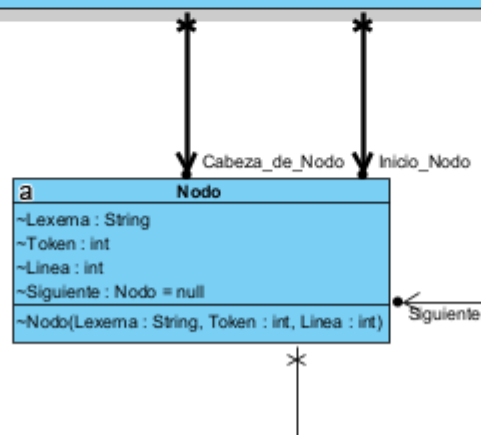 Cabeza_de_Nodo
Inicio_Nodo
a
Nodo
~Lexema : String
~Token : int
~Linea : int
~Siguiente : Nodo = null
~Nodo(Lexema : String, Token : int, Linea : int)
Siguiente